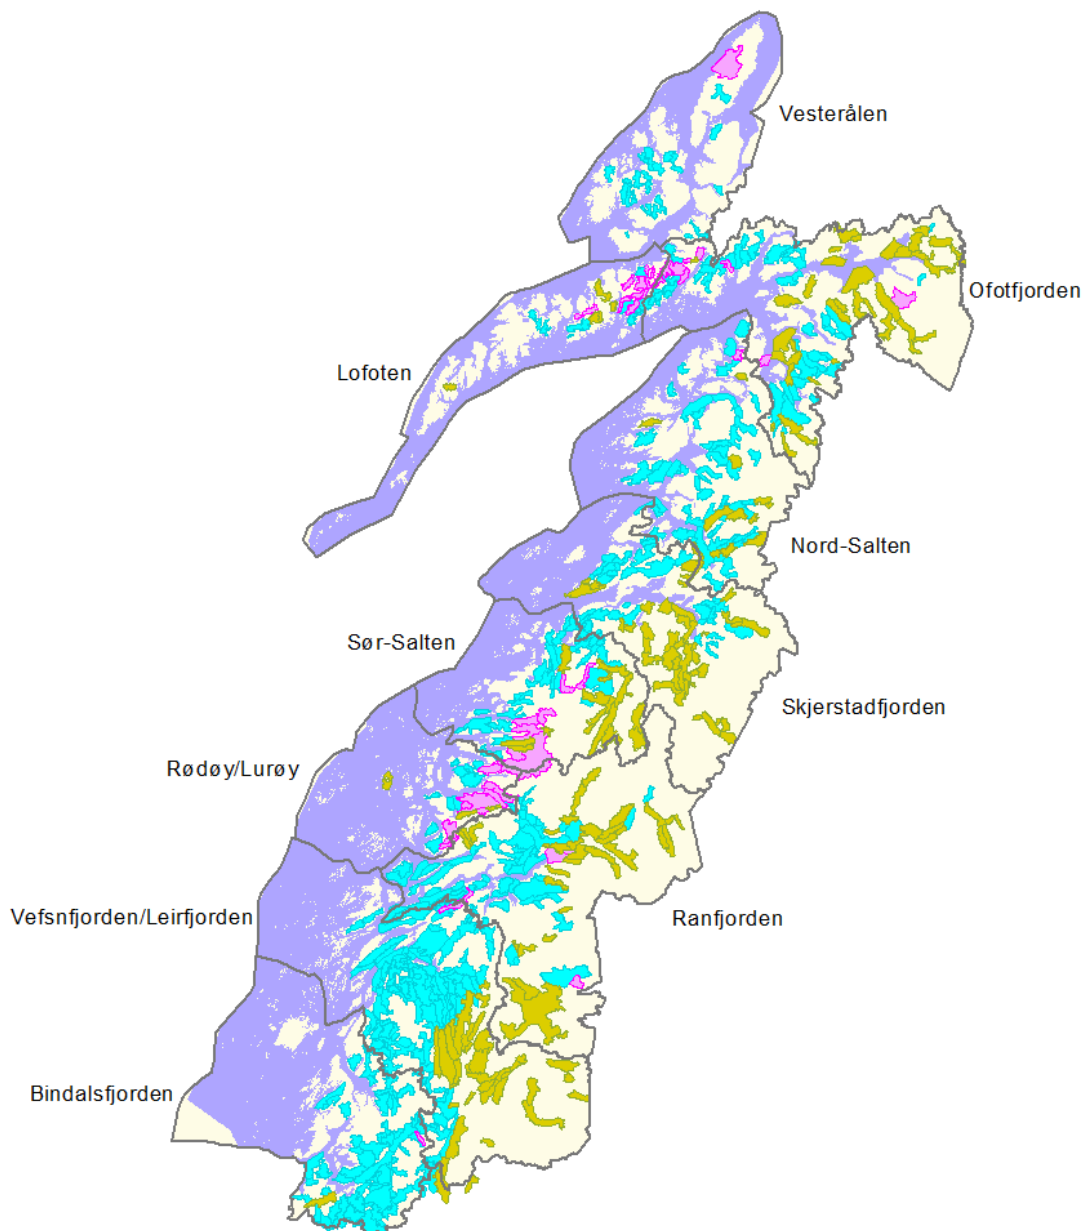 Vesterålen
Ofotfjorden
Lofoten
Nord-Salten
Sør-Salten
Skjerstadfjorden
Rødøy/Lurøy
Vefsnfjorden/Leirfjorden
Ranfjorden
Bindalsfjorden